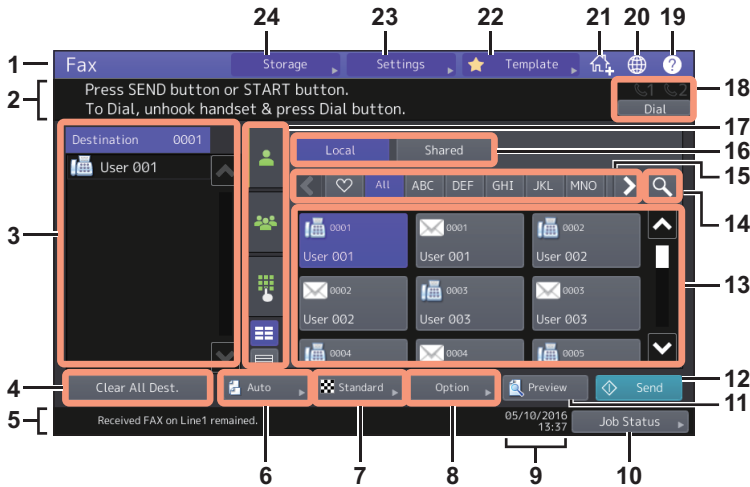 24 23 22 21 20 19
1 Fax Storage Settings Template ?
2 Press SEND button or START button. 1 2 18
To Dial, unhook handset & press Dial button. Dial
17
Destination 0001
Local Shared 16
User 001
15
All ABC DEF GHI JKL MNO
14
3
0001 0001 0002
User 001 User 001 User 002
13
0002 0003 0003
User 002 User 003 User 003
0004 0004 0005
4 Clear All Dest. Auto Standard Option Preview Send 12
11
5 Received FAX on Line1 remained. 05/10/2016
13:37 Job Status
6 7 8 9 10